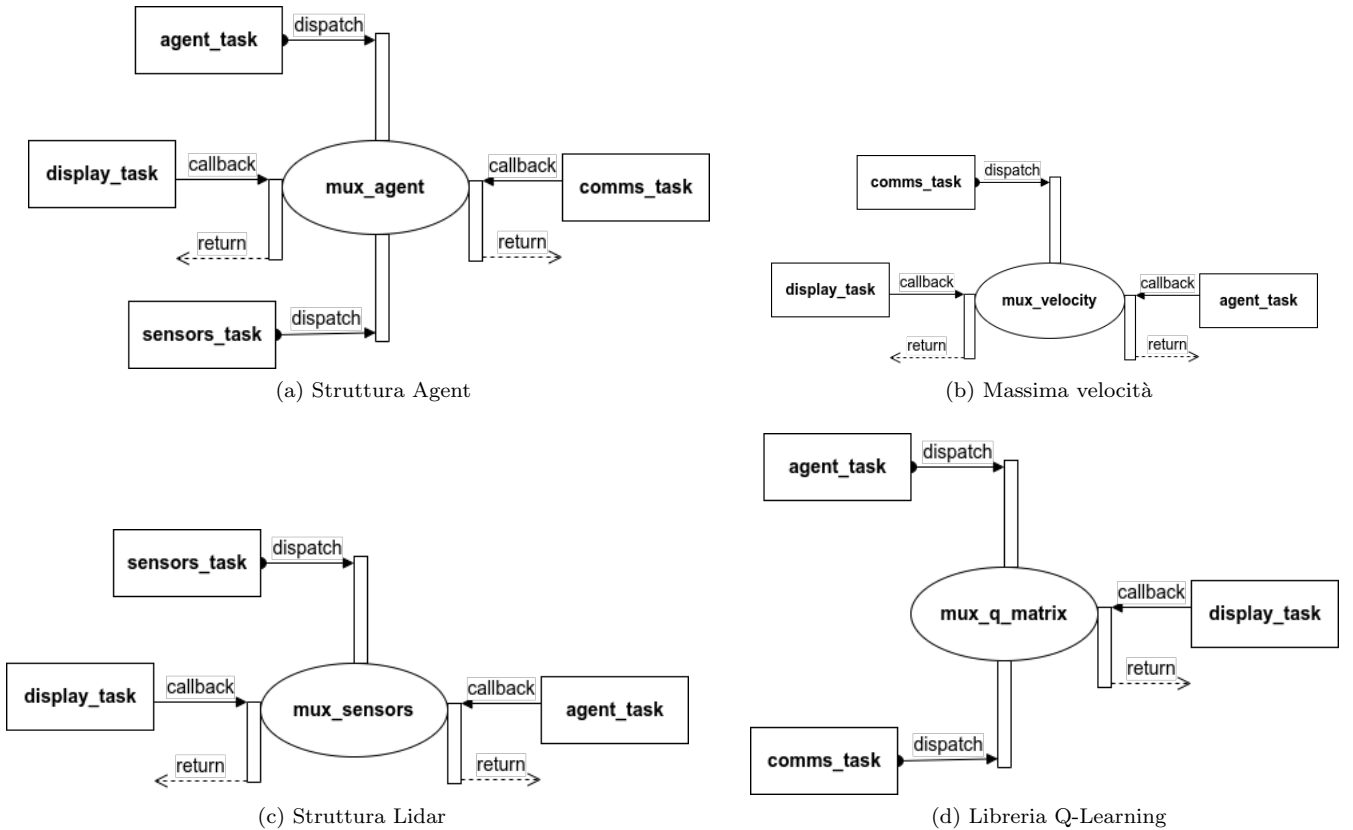 agent_task
dispatch
display_task
callback
mux_agent
callback
comms_task
return
return
sensors_task
dispatch
(a) Struttura Agent
comms_task
dispatch
display_task
callback
mux_velocity
callback
agent_task
return
return
(b) Massima velocità
sensors_task
dispatch
display_task
callback
mux_sensors
callback
agent_task
return
return
(c) Struttura Lidar
agent_task
dispatch
mux_q_matrix
callback
display_task
return
comms_task
dispatch
(d) Libreria Q-Learning